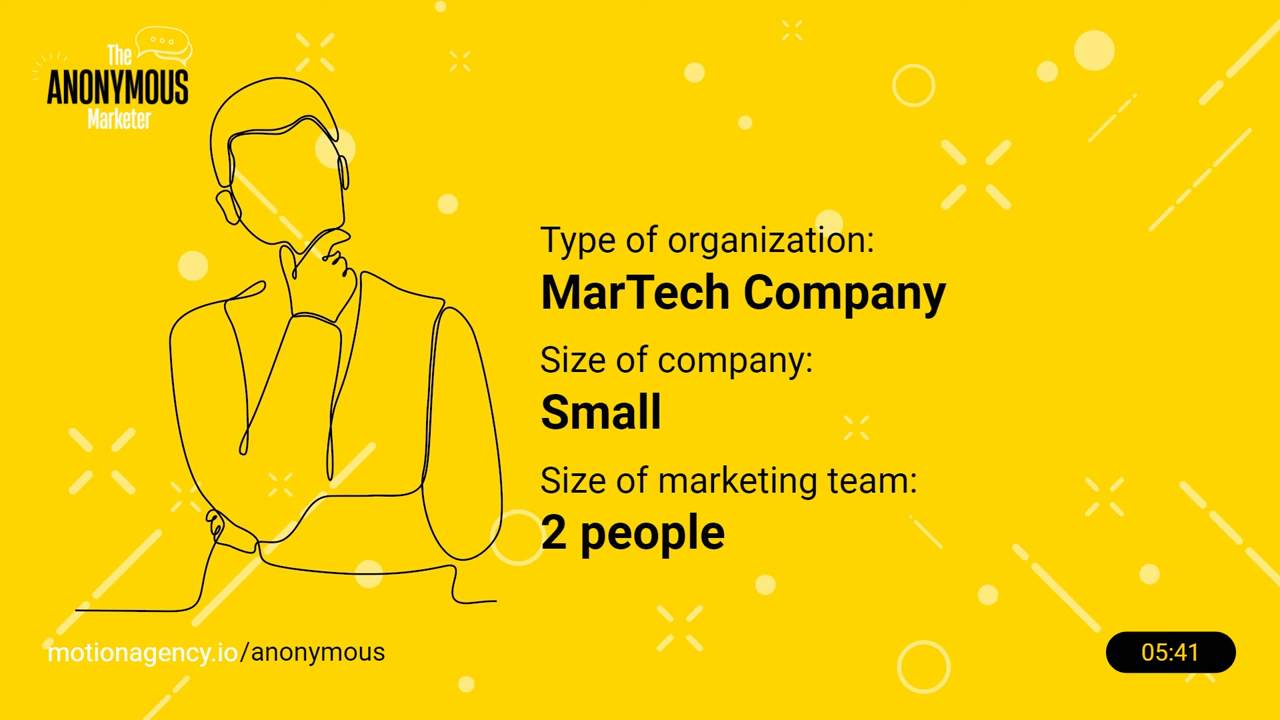 The
ANONYMOUS
Marketer
Type of organization:
MarTech Company
Size of company:
Small
Size of marketing team:
2 people
motionagency.io/anonymous
05:41